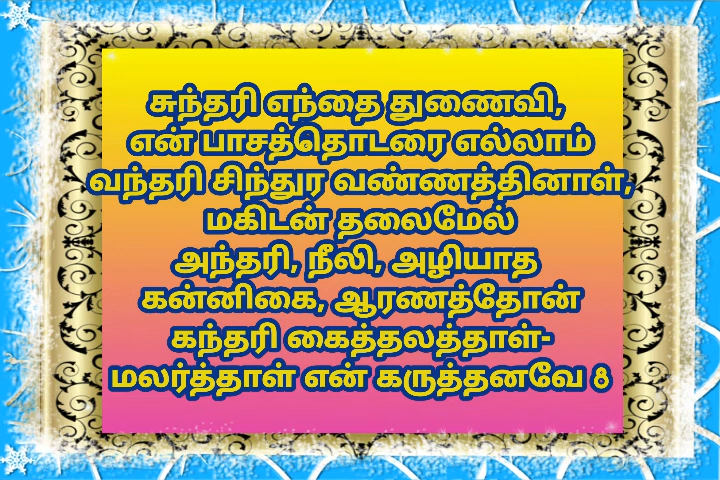 சுந்தரி எந்தை துணைவி,
என் பாசத்தொடரை எல்லாம்
வந்தரி சிந்துர வண்ணத்தினாள்,
மகிடன் தலைமேல்
அந்தரி, நீலி, அழியாத
கன்னிகை, ஆரணத்தோன்
கந்தரி கைத்தலத்தாள்-
மலர்த்தாள் என் கருத்தனவே 8